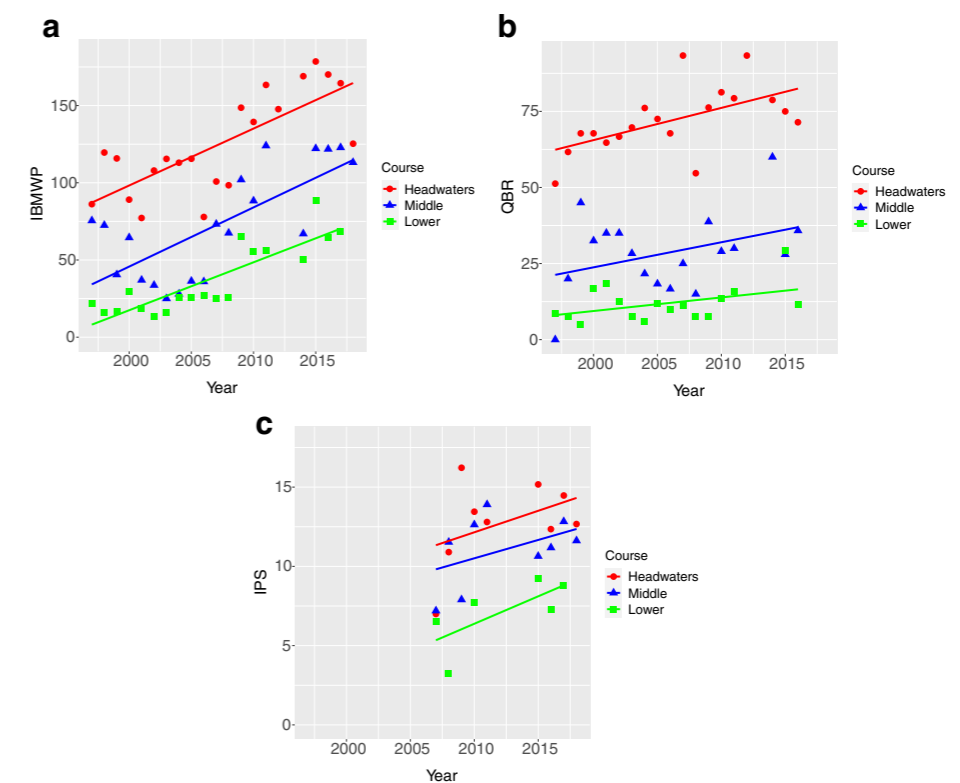 a
IBMWP
150
100
50
0
2000 2005 2010 2015
Year
Course
Headwaters
Middle
Lower
b
QBR
75
50
25
0
2000 2005 2010 2015
Year
Course
Headwaters
Middle
Lower
c
IPS
15
10
5
0
2000 2005 2010 2015
Year
Course
Headwaters
Middle
Lower